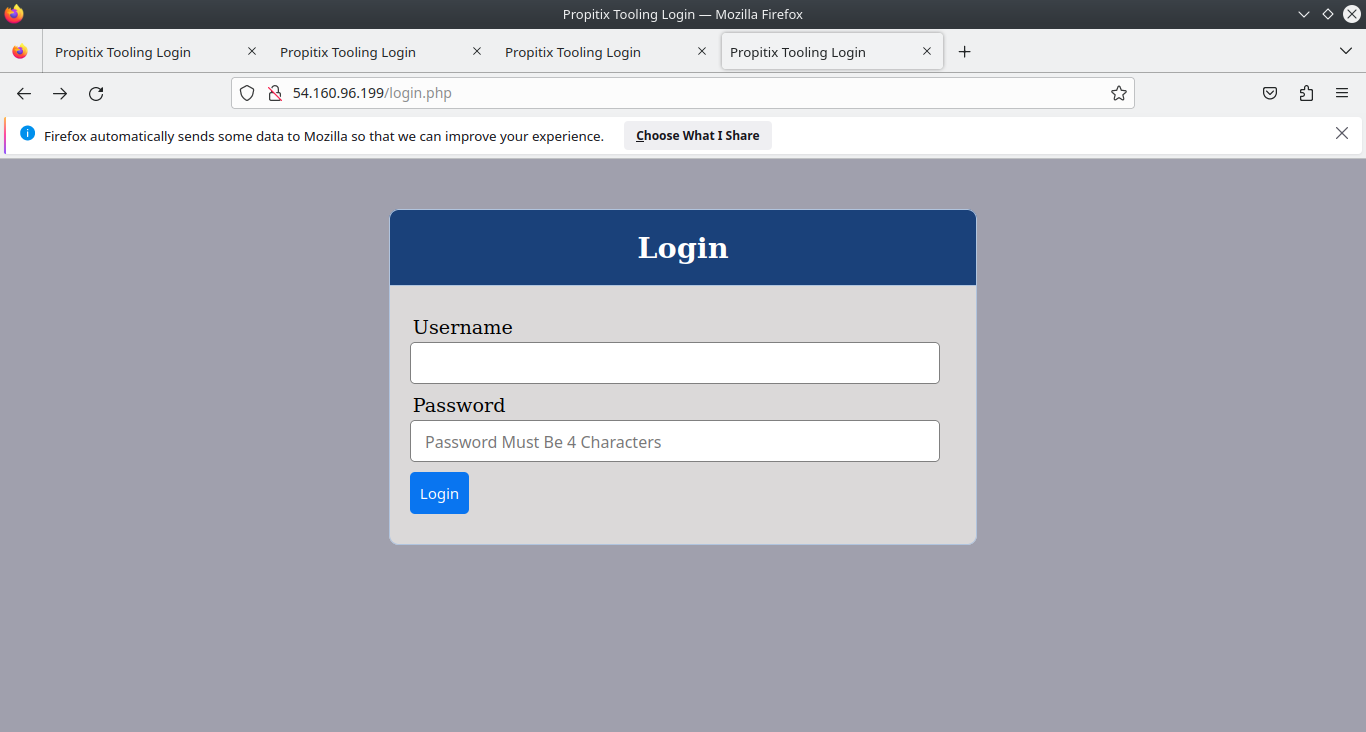 Propitix Tooling Login — Mozilla Firefox
Propitix Tooling Login Propitix Tooling Login Propitix Tooling Login Propitix Tooling Login
54.160.96.199/login.php
Firefox automatically sends some data to Mozilla so that we can improve your experience. Choose What I Share
Login
Username
Password
Password Must Be 4 Characters
Login